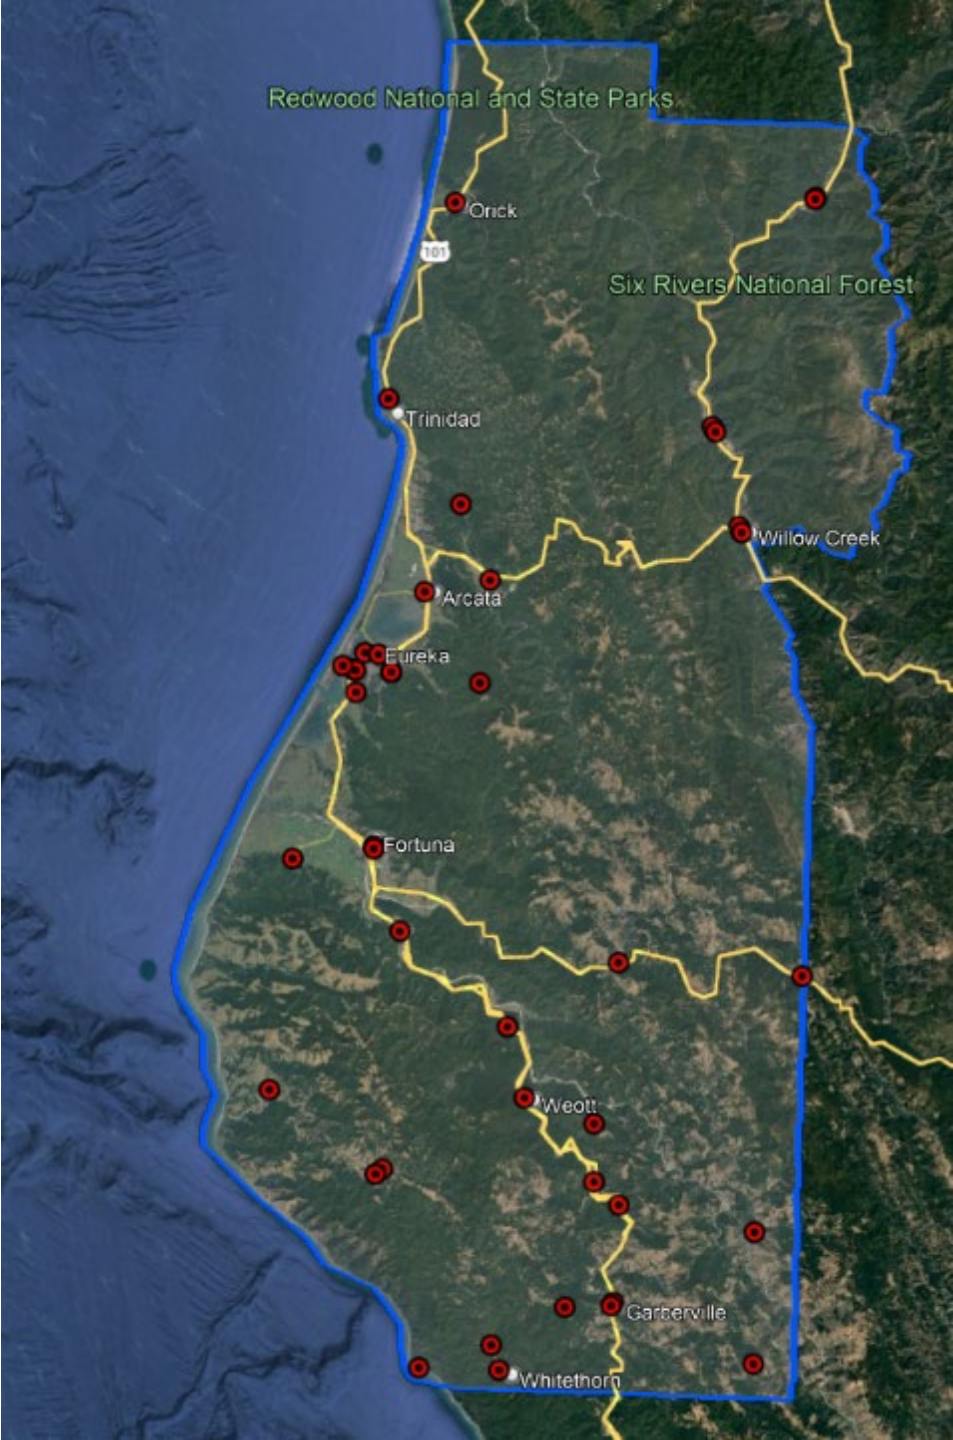 Redwood National and State Parks
Orick
101
Six Rivers National Forest
Trinidad
Willow Creek
Arcata
Eureka
Fortuna
Weott
Garberville
Whitethorn